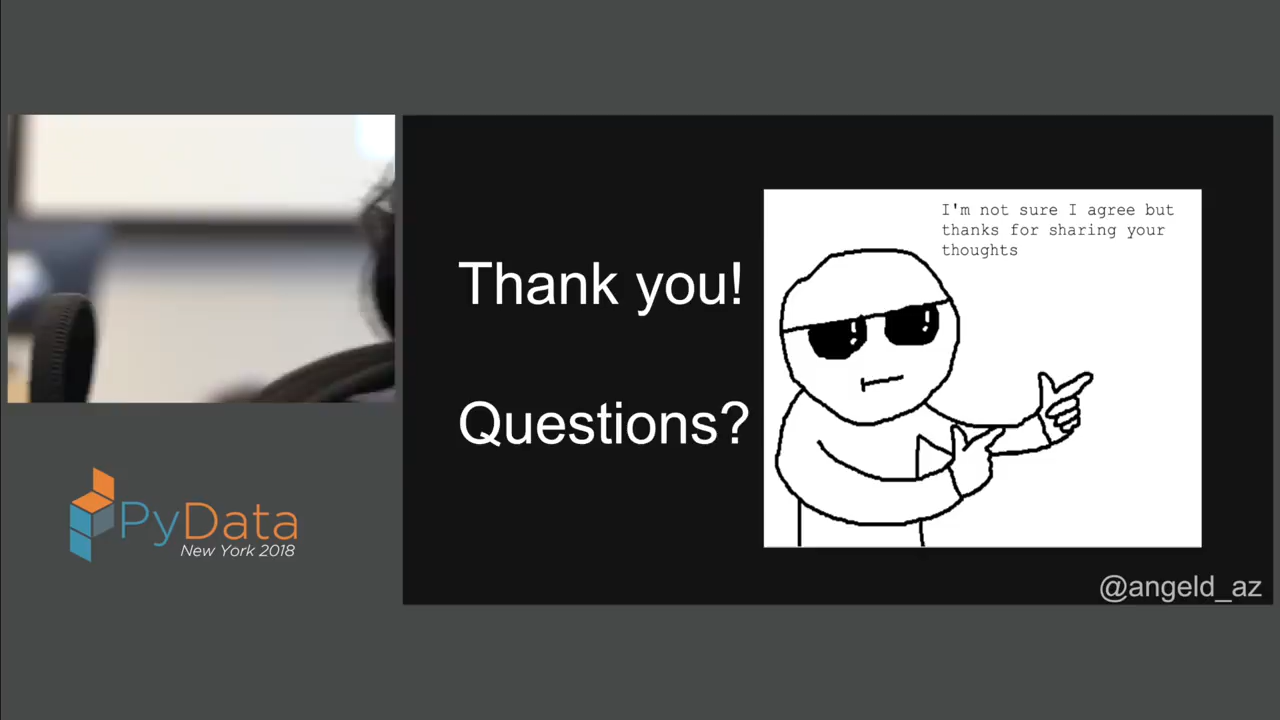 Thank you!
Questions?
I'm not sure I agree but
thanks for sharing your
thoughts
@angeld_az
PyData
New York 2018